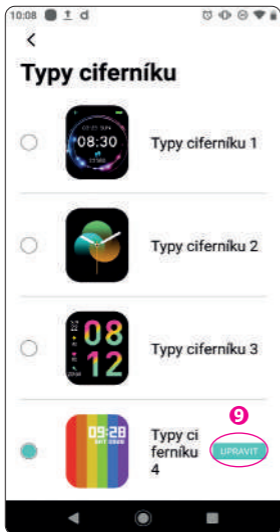 10:08
Typy ciferníku
08:30
Typy ciferníku 1
Typy ciferníku 2
08
12
Typy ciferníku 3
9
09:28
Typy ci
ferníku
4
UPRAVIT